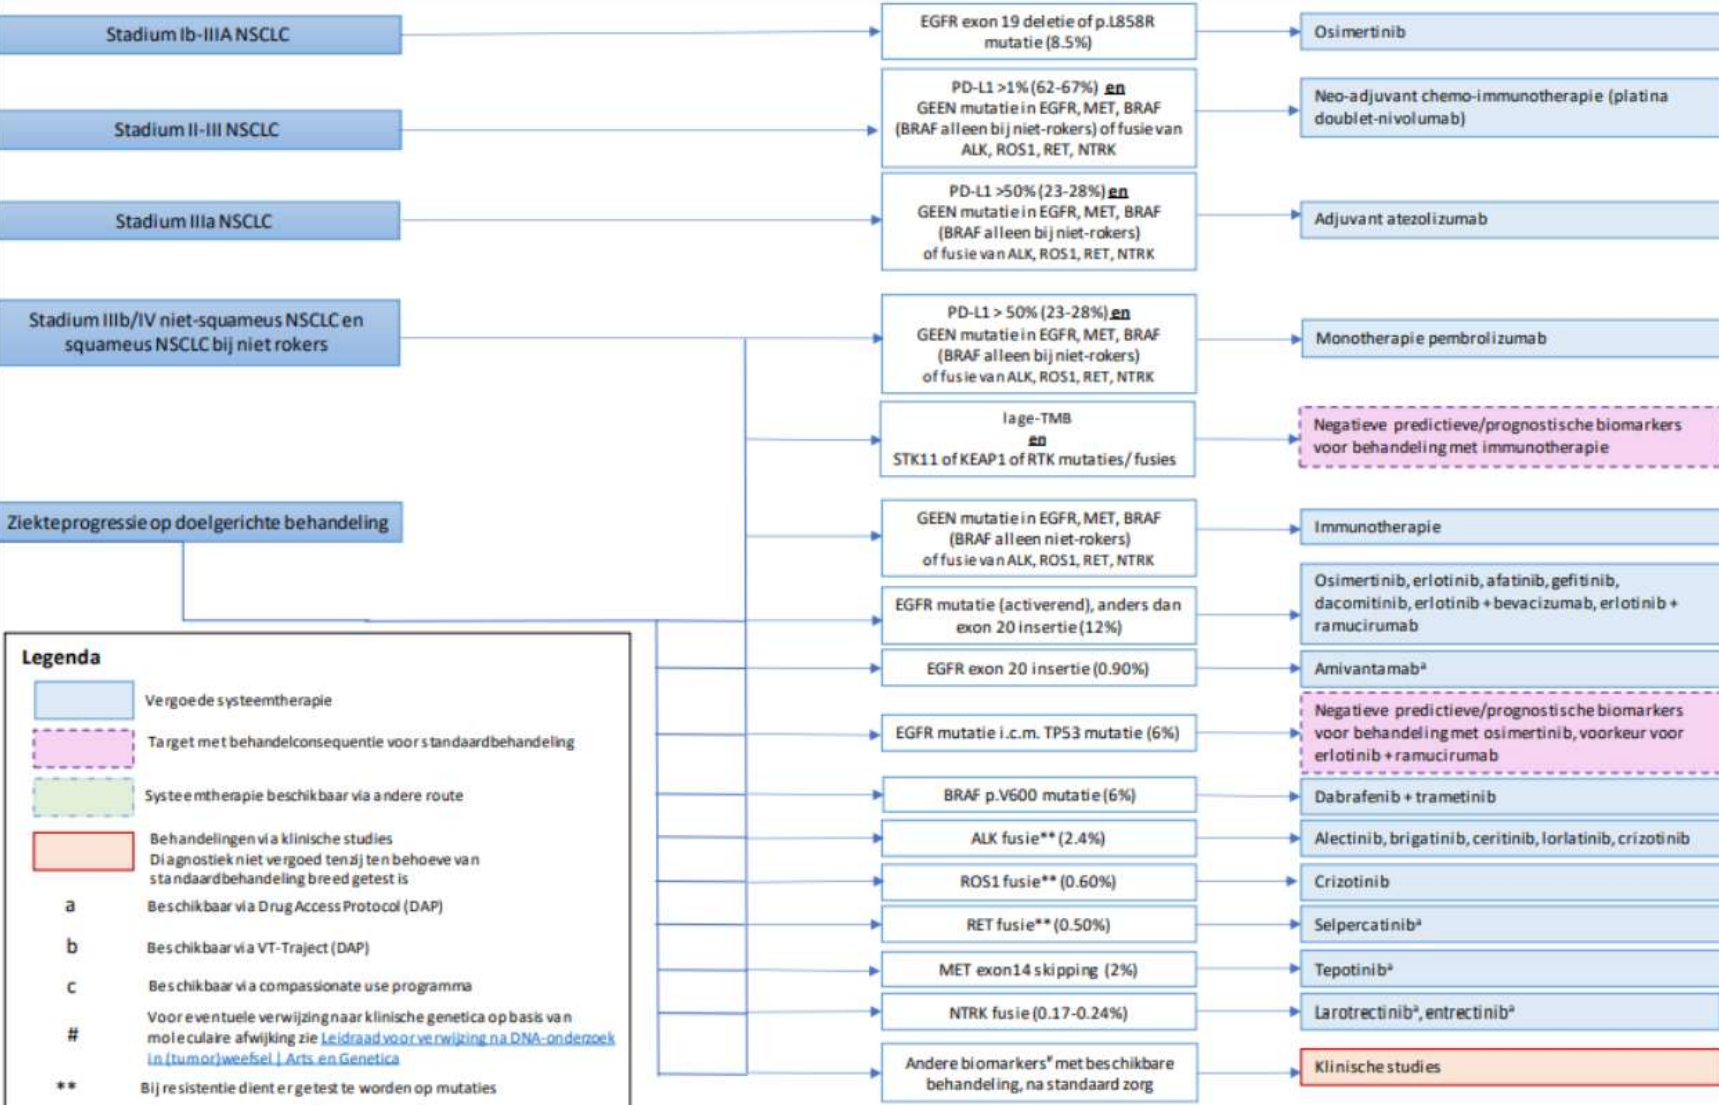 Stadium Ib-IIIA NSCLC
EGFR exon 19 deletie of p.L858R
mutatie (8.5%)
Osimertinib
Stadium II-III NSCLC
PD-L1 >1% (62-67%) en
GEEN mutatie in EGFR, MET, BRAF
(BRAF alleen bij niet-rokers) of fusie van
ALK, ROS1, RET, NTRK
Neo-adjuvant chemo-immunotherapie (platina
doublet-nivolumab)
Stadium IIIa NSCLC
PD-L1 >50% (23-28%) en
GEEN mutatie in EGFR, MET, BRAF
(BRAF alleen bij niet-rokers)
of fusie van ALK, ROS1, RET, NTRK
Adjuvant atezolizumab
Stadium IIIb/IV niet-squameus NSCLC en
squameus NSCLC bij niet rokers
PD-L1 > 50% (23-28%) en
GEEN mutatie in EGFR, MET, BRAF
(BRAF alleen bij niet-rokers)
of fusie van ALK, ROS1, RET, NTRK
Monotherapie pembrolizumab
lage-TMB
en
STK11 of KEAP1 of RTK mutaties/ fusies
Negatieve predictieve/prognostische biomarkers
voor behandeling met immunotherapie
Ziekteprogressie op doelgerichte behandeling
GEEN mutatie in EGFR, MET, BRAF
(BRAF alleen niet-rokers)
of fusie van ALK, ROS1, RET, NTRK
Immunotherapie
EGFR mutatie (activerend), anders dan
exon 20 insertie (12%)
Osimertinib, erlotinib, afatinib, gefitinib,
dacomitinib, erlotinib + bevacizumab, erlotinib +
ramucirumab
EGFR exon 20 insertie (0.90%)
Amivantamabª
EGFR mutatie i.c.m. TP53 mutatie (6%)
Negatieve predictieve/prognostische biomarkers
voor behandeling met osimertinib, voorkeur voor
erlotinib + ramucirumab
BRAF p.V600 mutatie (6%)
Dabrafenib + trametinib
ALK fusie** (2.4%)
Alectinib, brigatinib, ceritinib, lorlatinib, crizotinib
ROS1 fusie** (0.60%)
Crizotinib
RET fusie** (0.50%)
Selpercatinibª
MET exon14 skipping (2%)
Tepotinibª
NTRK fusie (0.17-0.24%)
Larotrectinibª, entrectinibª
Andere biomarkers# met beschikbare
behandeling, na standaard zorg
Klinische studies
Legenda
Vergoede systeemtherapie
Target met behandelconsequentie voor standaardbehandeling
Systeemtherapie beschikbaar via andere route
Behandelingen via klinische studies
Diagnostiek niet vergoed tenzij ten behoeve van
standaardbehandeling breed getest is
a Beschikbaar via Drug Access Protocol (DAP)
b Beschikbaar via VT-Traject (DAP)
c Beschikbaar via compassionate use programma
# Voor eventuele verwijzing naar klinische genetica op basis van
moleculaire afwijking zie Leidraad voor verwijzing na DNA-onderzoek
in (tumor)weefsel | Arts en Genetica
** Bij resistentie dient er getest te worden op mutaties